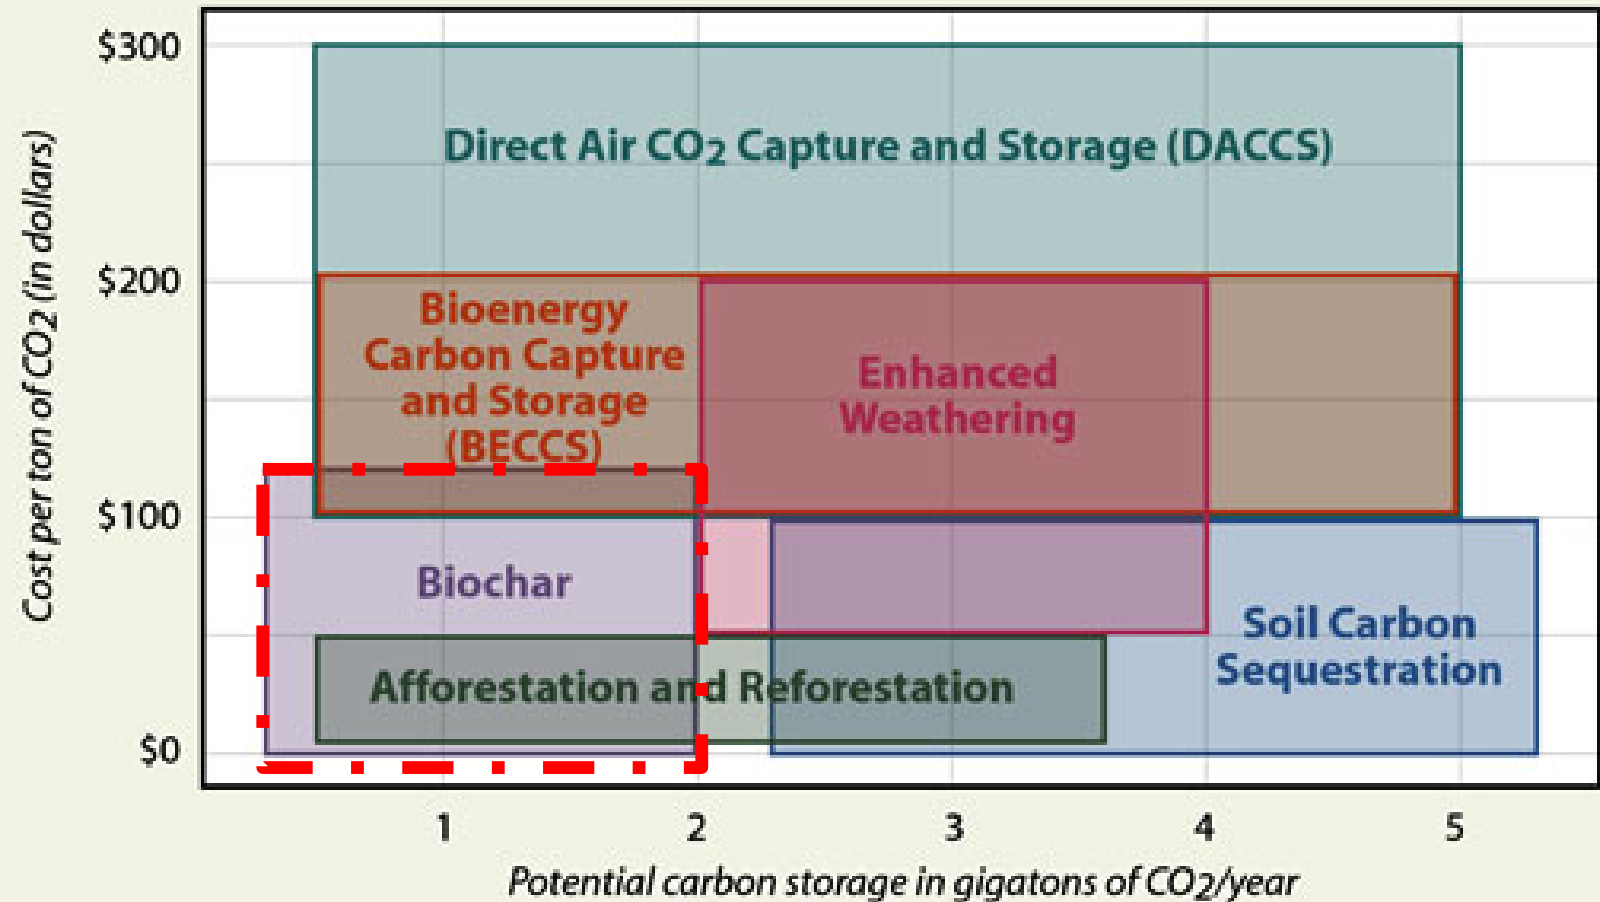 Cost per ton of CO2 (in dollars)
$300
$200
$100
$0
Direct Air CO2 Capture and Storage (DACCS)
Bioenergy
Carbon Capture
and Storage
(BECCS)
Enhanced
Weathering
Biochar
Soil Carbon
Sequestration
Afforestation and Reforestation
1 2 3 4 5
Potential carbon storage in gigatons of CO2/year